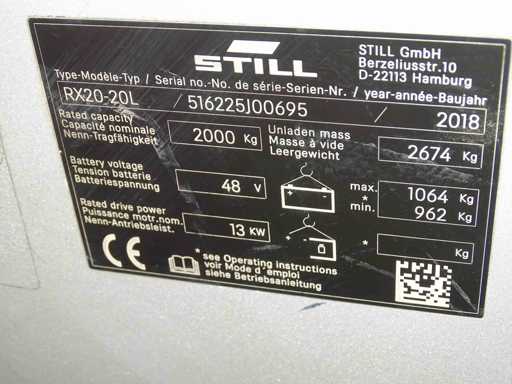 STILL
STILL GmbH
Berzeliusstr.10
D-22113 Hamburg
Type-Modèle-Typ / Serial no.-No. de série-Serien-Nr. / year-année-Baujahr
RX20-20L / 516225J00695 / 2018
Rated capacity
Capacité nominale
Nenn-Tragfähigkeit
2000 Kg
Unladen mass
Masse à vide
Leergewicht
2674 Kg
Battery voltage
Tension batterie
Batteriespannung
48 V
max. 1064 Kg
*
min. 962 Kg
Rated drive power
Puissance motr.nom.
Nenn-Antriebsleist.
13 KW
* Kg
CE
* see Operating instructions
voir Mode d'emploi
siehe Betriebsanleitung